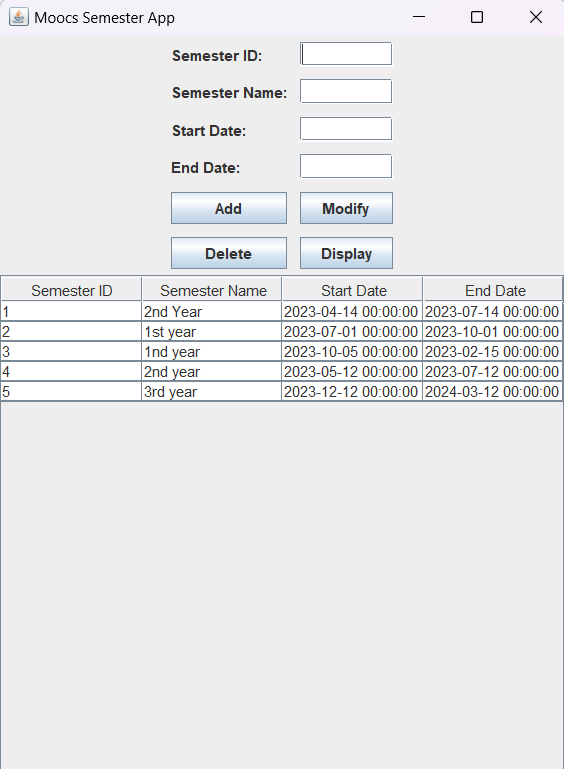 Moocs Semester App
Semester ID:
Semester Name:
Start Date:
End Date:
Add Modify
Delete Display
Semester ID Semester Name Start Date End Date
1 2nd Year 2023-04-14 00:00:00 2023-07-14 00:00:00
2 1st year 2023-07-01 00:00:00 2023-10-01 00:00:00
3 1nd year 2023-10-05 00:00:00 2023-02-15 00:00:00
4 2nd year 2023-05-12 00:00:00 2023-07-12 00:00:00
5 3rd year 2023-12-12 00:00:00 2024-03-12 00:00:00